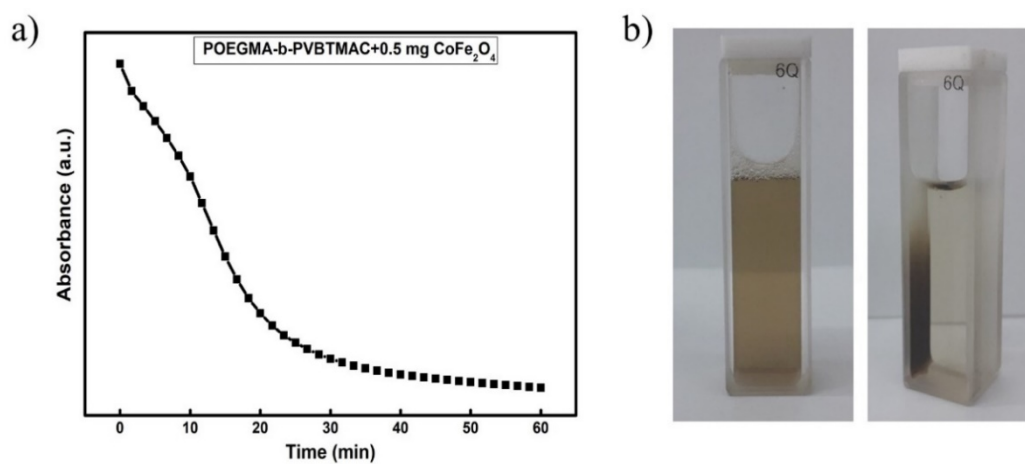 a)
POEGMA-b-PVBTMAC+0.5 mg CoFe₂O₄
Absorbance (a.u.)
0 10 20 30 40 50 60
Time (min)
b)
6Q
6Q